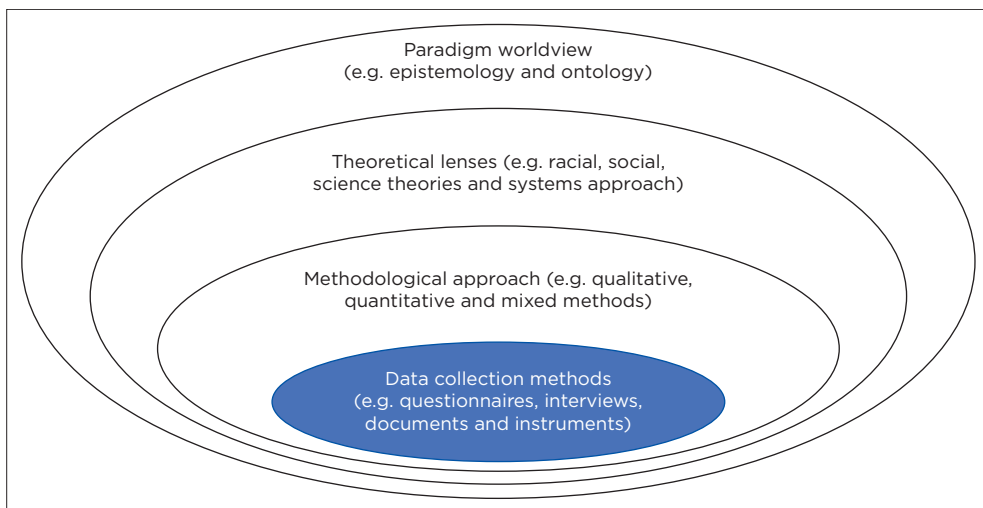 Paradigm worldview
(e.g. epistemology and ontology)
Theoretical lenses (e.g. racial, social,
science theories and systems approach)
Methodological approach (e.g. qualitative,
quantitative and mixed methods)
Data collection methods
(e.g. questionnaires, interviews,
documents and instruments)